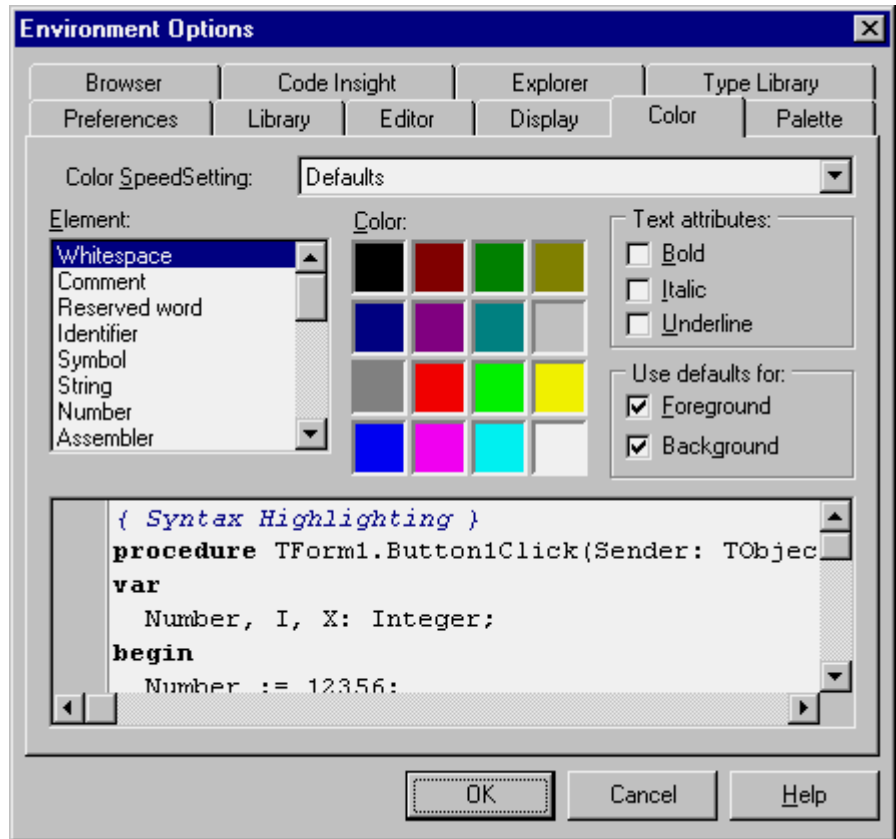 Environment Options
Browser Code Insight Explorer Type Library
Preferences Library Editor Display Color Palette
Color SpeedSetting: Defaults
Element: Color: Text attributes:
Whitespace Bold
Comment Italic
Reserved word Underline
Identifier
Symbol Use defaults for:
String Foreground
Number Background
Assembler
{ Syntax Highlighting }
procedure TForm1.Button1Click(Sender: TObjec
var
Number, I, X: Integer;
begin
Number := 12356;
OK Cancel Help